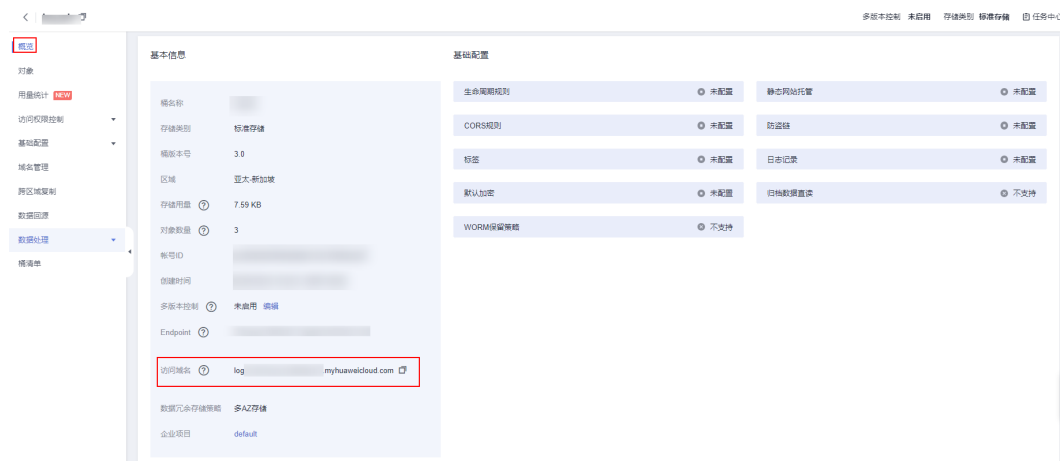 多版本控制 未启用 存储类别 标准存储 任务中心
概览
对象
用量统计 NEW
访问权限控制
基础配置
域名管理
跨区域复制
数据回源
数据处理
桶清单
基本信息
桶名称
存储类别 标准存储
桶版本号 3.0
区域 亚太-新加坡
存储用量 ? 7.59 KB
对象数量 ? 3
帐号ID
创建时间
多版本控制 ? 未启用 编辑
Endpoint ?
访问域名 ? log .myhuaweicloud.com
数据冗余存储策略 多AZ存储
企业项目 default
基础配置
生命周期规则 未配置 静态网站托管 未配置
CORS规则 未配置 防盗链 未配置
标签 未配置 日志记录 未配置
默认加密 未配置 归档数据直读 不支持
WORM保留策略 不支持